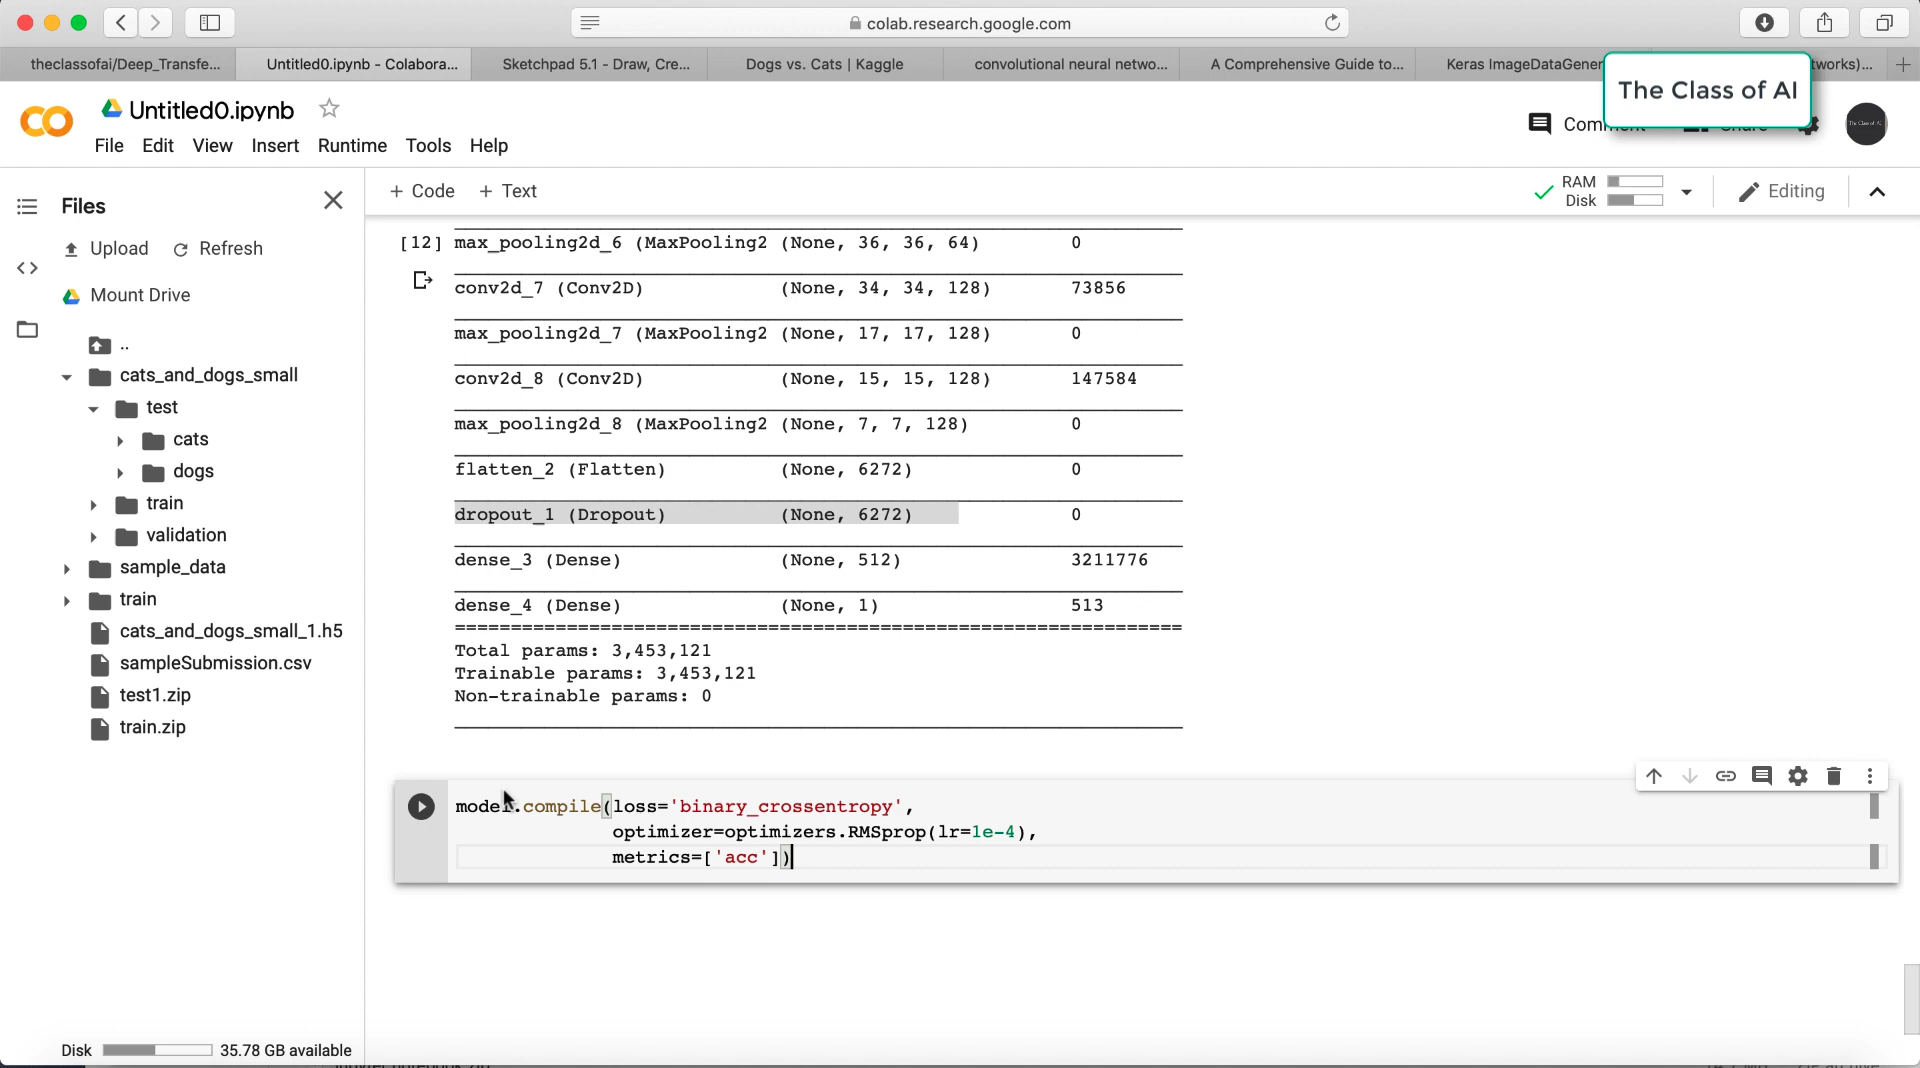 colab.research.google.com
theclassofai/Deep_Transfe...
Untitled0.ipynb - Colabora...
Sketchpad 5.1 - Draw, Cre...
Dogs vs. Cats | Kaggle
convolutional neural netwo...
A Comprehensive Guide to...
Keras ImageDataGener
tworks)...
The Class of AI
Untitled0.ipynb
File Edit View Insert Runtime Tools Help
Files
Upload Refresh
Mount Drive
..
cats_and_dogs_small
test
cats
dogs
train
validation
sample_data
train
cats_and_dogs_small_1.h5
sampleSubmission.csv
test1.zip
train.zip
Disk 35.78 GB available
+ Code + Text
RAM
Disk
Editing
[12] max_pooling2d_6 (MaxPooling2 (None, 36, 36, 64) 0
conv2d_7 (Conv2D) (None, 34, 34, 128) 73856
max_pooling2d_7 (MaxPooling2 (None, 17, 17, 128) 0
conv2d_8 (Conv2D) (None, 15, 15, 128) 147584
max_pooling2d_8 (MaxPooling2 (None, 7, 7, 128) 0
flatten_2 (Flatten) (None, 6272) 0
dropout_1 (Dropout) (None, 6272) 0
dense_3 (Dense) (None, 512) 3211776
dense_4 (Dense) (None, 1) 513
=================================================================
Total params: 3,453,121
Trainable params: 3,453,121
Non-trainable params: 0
model.compile(loss='binary_crossentropy',
optimizer=optimizers.RMSprop(lr=1e-4),
metrics=['acc'])